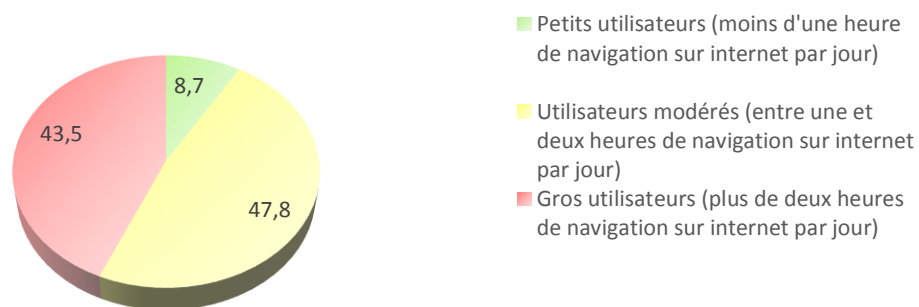 8,7
43,5
47,8
Petits utilisateurs (moins d'une heure
de navigation sur internet par jour)
Utilisateurs modérés (entre une et
deux heures de navigation sur internet
par jour)
Gros utilisateurs (plus de deux heures
de navigation sur internet par jour)